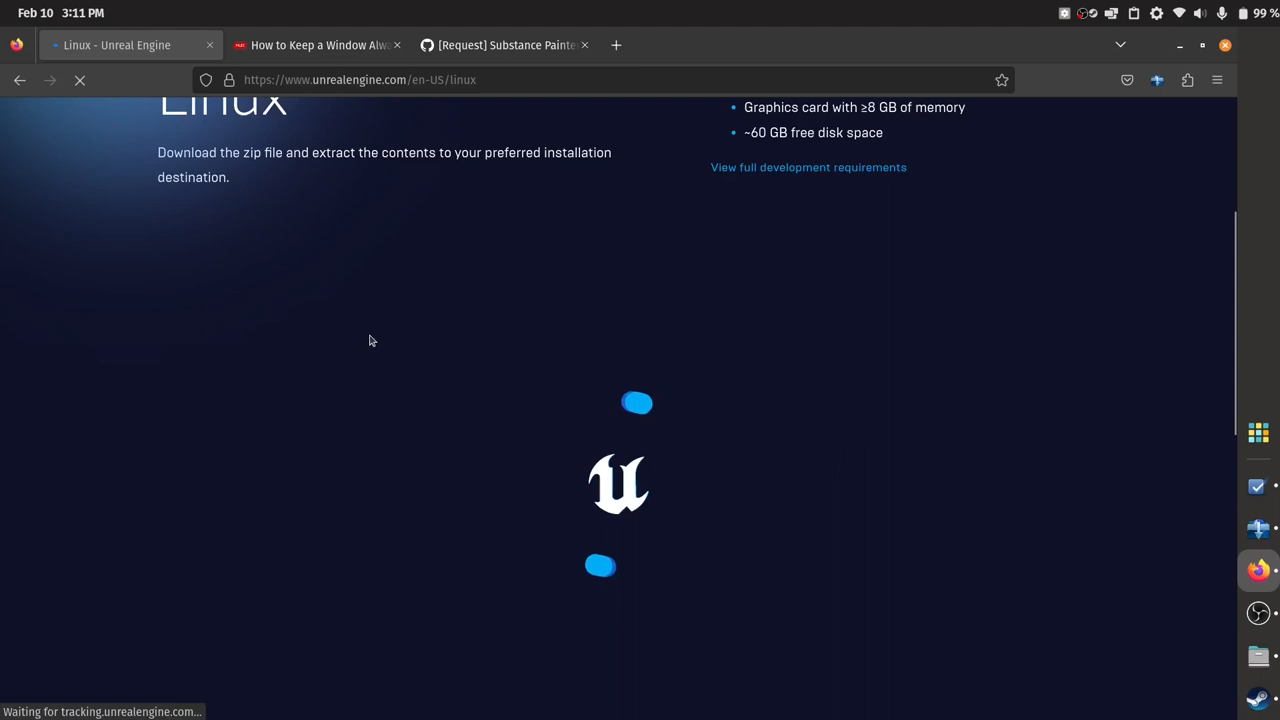 Feb 10 3:11 PM
99 %
Linux - Unreal Engine
How to Keep a Window Alwa
[Request] Substance Painte
https://www.unrealengine.com/en-US/linux
Linux
Download the zip file and extract the contents to your preferred installation
destination.
Graphics card with ≥8 GB of memory
~60 GB free disk space
View full development requirements
Waiting for tracking.unrealengine.com...